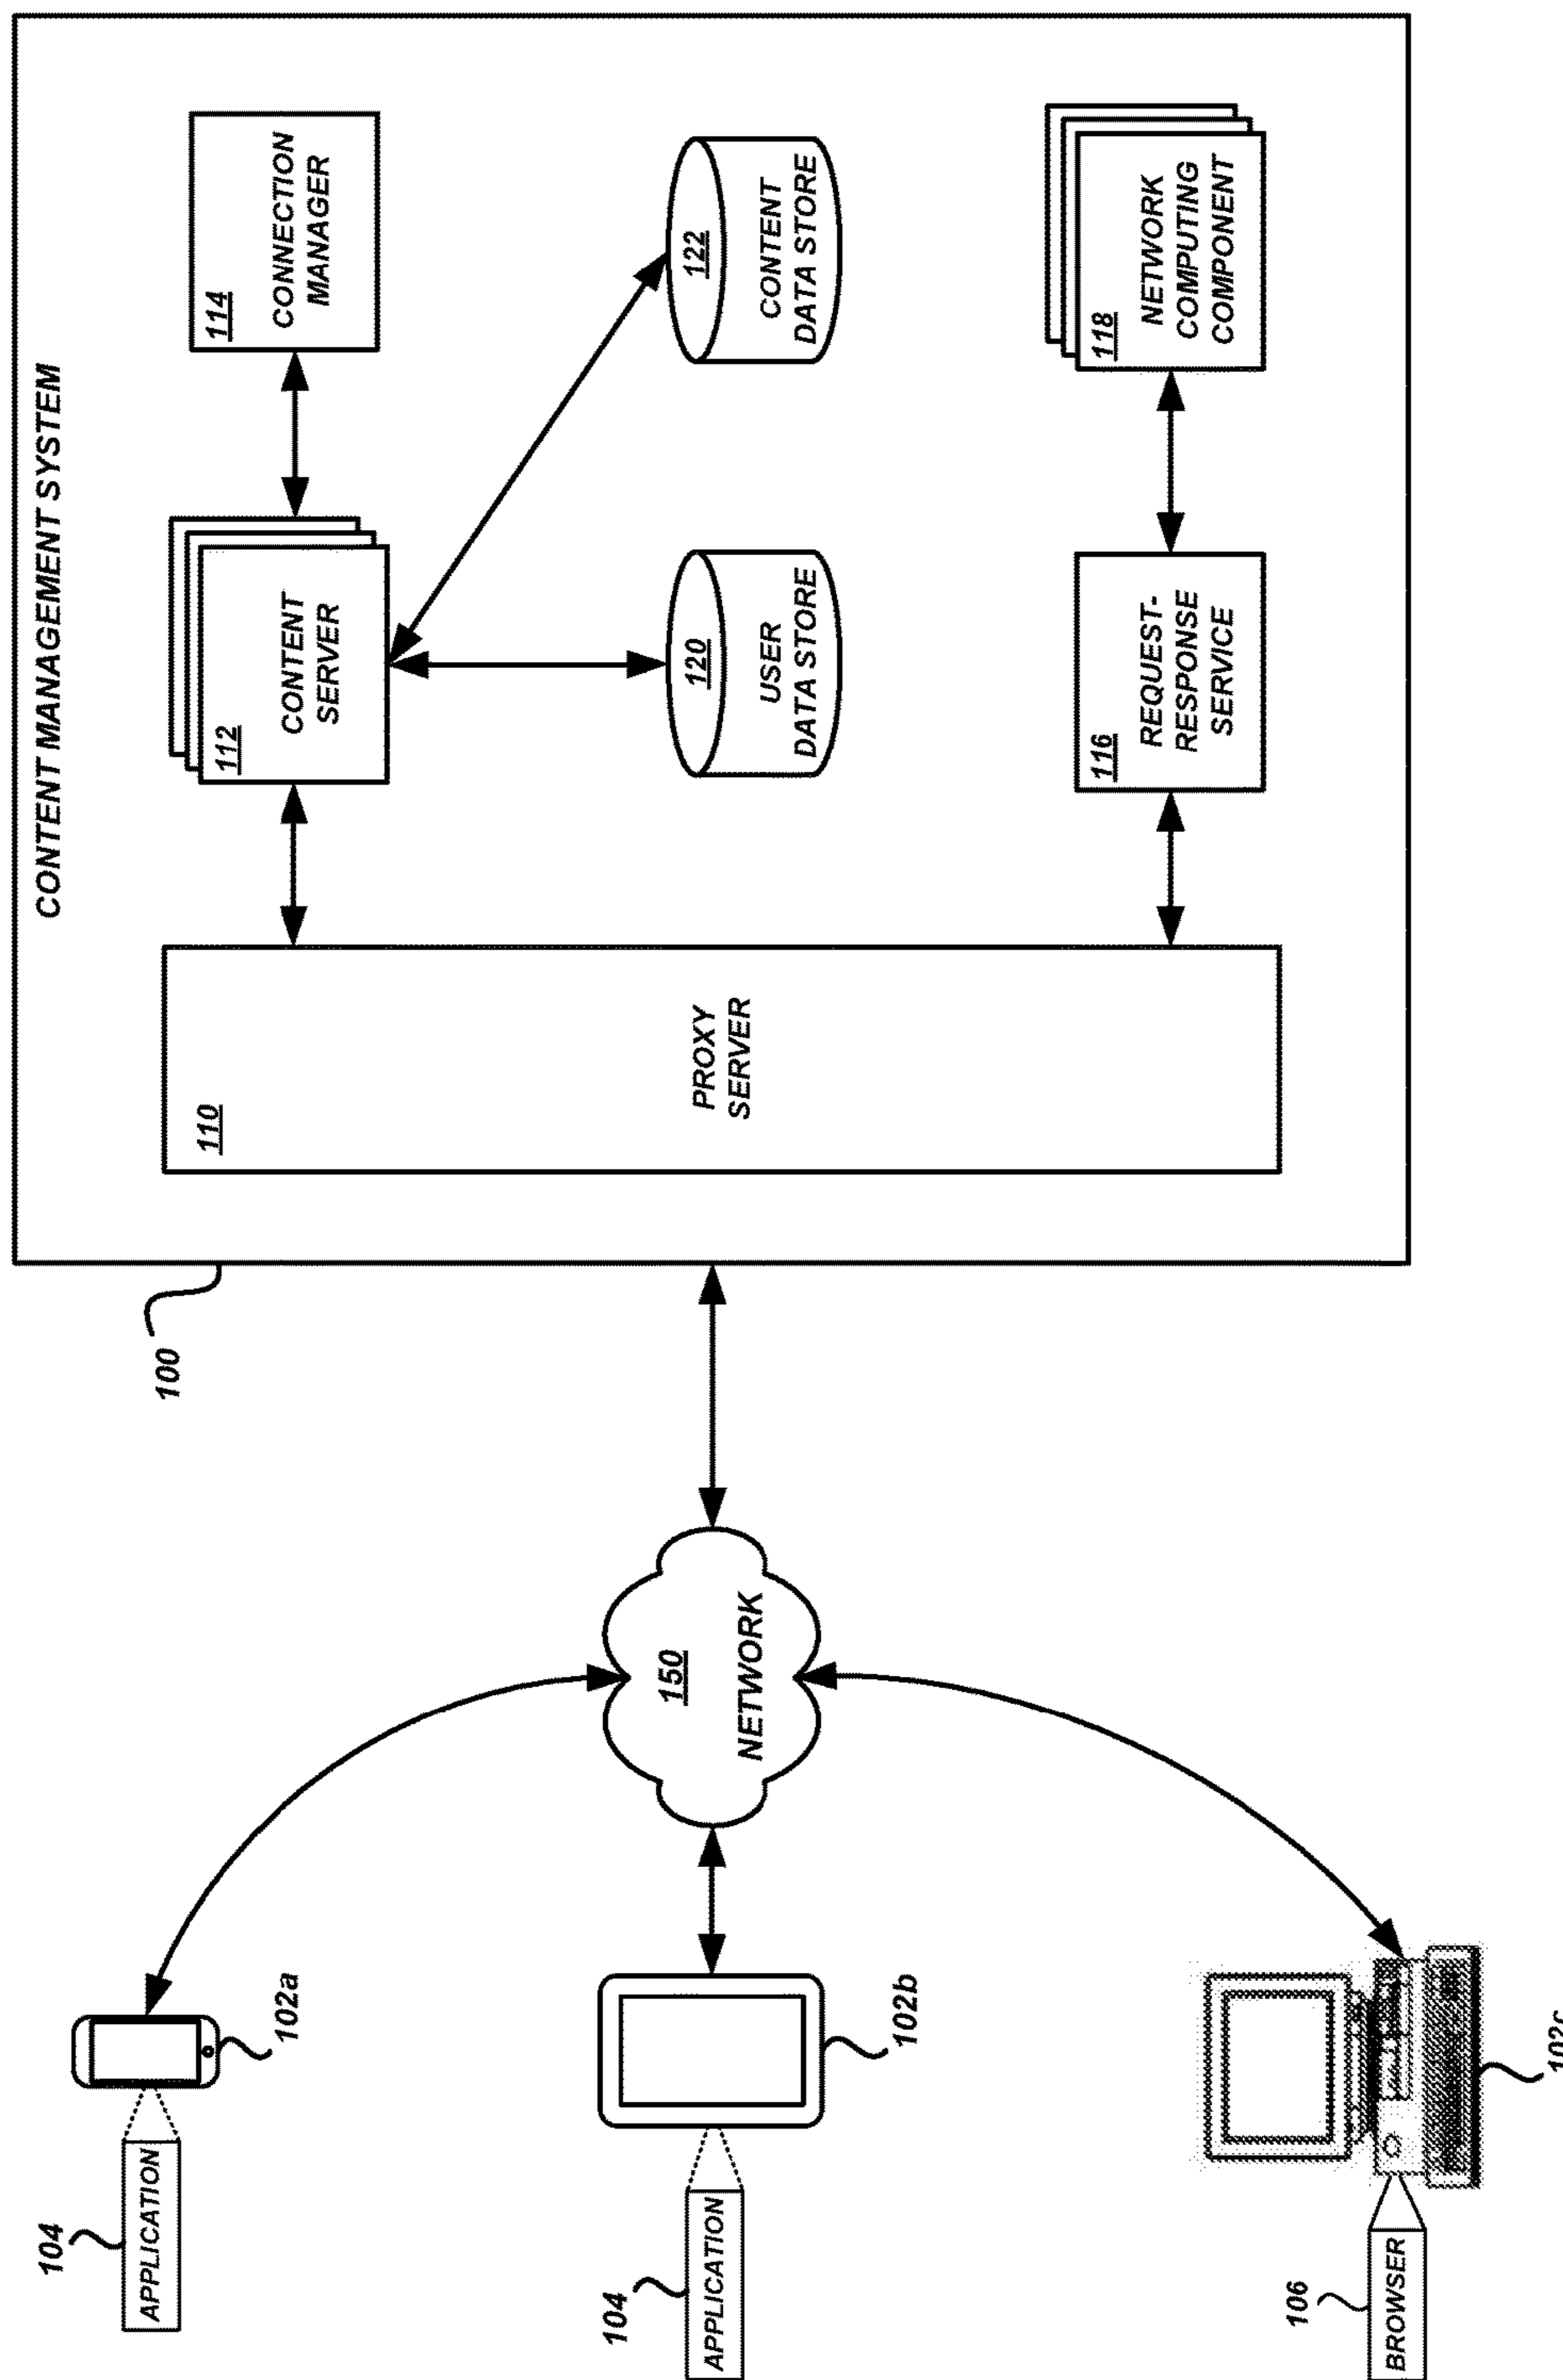 CONTENT MANAGEMENT SYSTEM
104
APPLICATION
102a
100
110
PROXY
SERVER
112
CONTENT
SERVER
114
CONNECTION
MANAGER
104
APPLICATION
102b
150
NETWORK
120
USER
DATA STORE
122
CONTENT
DATA STORE
106
BROWSER
102c
116
REQUEST-
RESPONSE
SERVICE
118
NETWORK
COMPUTING
COMPONENT